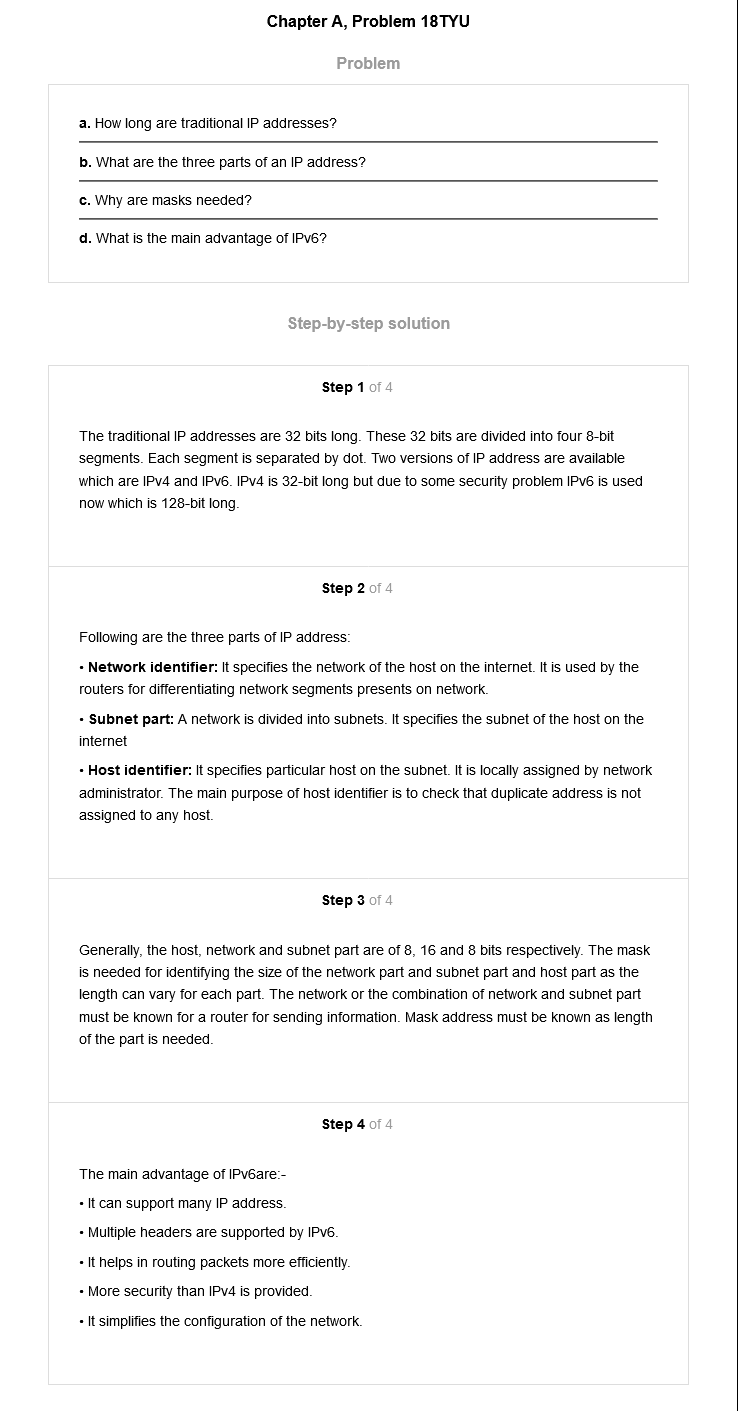 Chapter A, Problem 18TYU
Problem
a. How long are traditional IP addresses?
b. What are the three parts of an IP address?
c. Why are masks needed?
d. What is the main advantage of IPv6?
Step-by-step solution
Step 1 of 4
The traditional IP addresses are 32 bits long. These 32 bits are divided into four 8-bit
segments. Each segment is separated by dot. Two versions of IP address are available
which are IPv4 and IPv6. IPv4 is 32-bit long but due to some security problem IPv6 is used
now which is 128-bit long.
Step 2 of 4
Following are the three parts of IP address:
• Network identifier: It specifies the network of the host on the internet. It is used by the
routers for differentiating network segments presents on network.
• Subnet part: A network is divided into subnets. It specifies the subnet of the host on the
internet
• Host identifier: It specifies particular host on the subnet. It is locally assigned by network
administrator. The main purpose of host identifier is to check that duplicate address is not
assigned to any host.
Step 3 of 4
Generally, the host, network and subnet part are of 8, 16 and 8 bits respectively. The mask
is needed for identifying the size of the network part and subnet part and host part as the
length can vary for each part. The network or the combination of network and subnet part
must be known for a router for sending information. Mask address must be known as length
of the part is needed.
Step 4 of 4
The main advantage of IPv6are:-
• It can support many IP address.
• Multiple headers are supported by IPv6.
• It helps in routing packets more efficiently.
• More security than IPv4 is provided.
• It simplifies the configuration of the network.